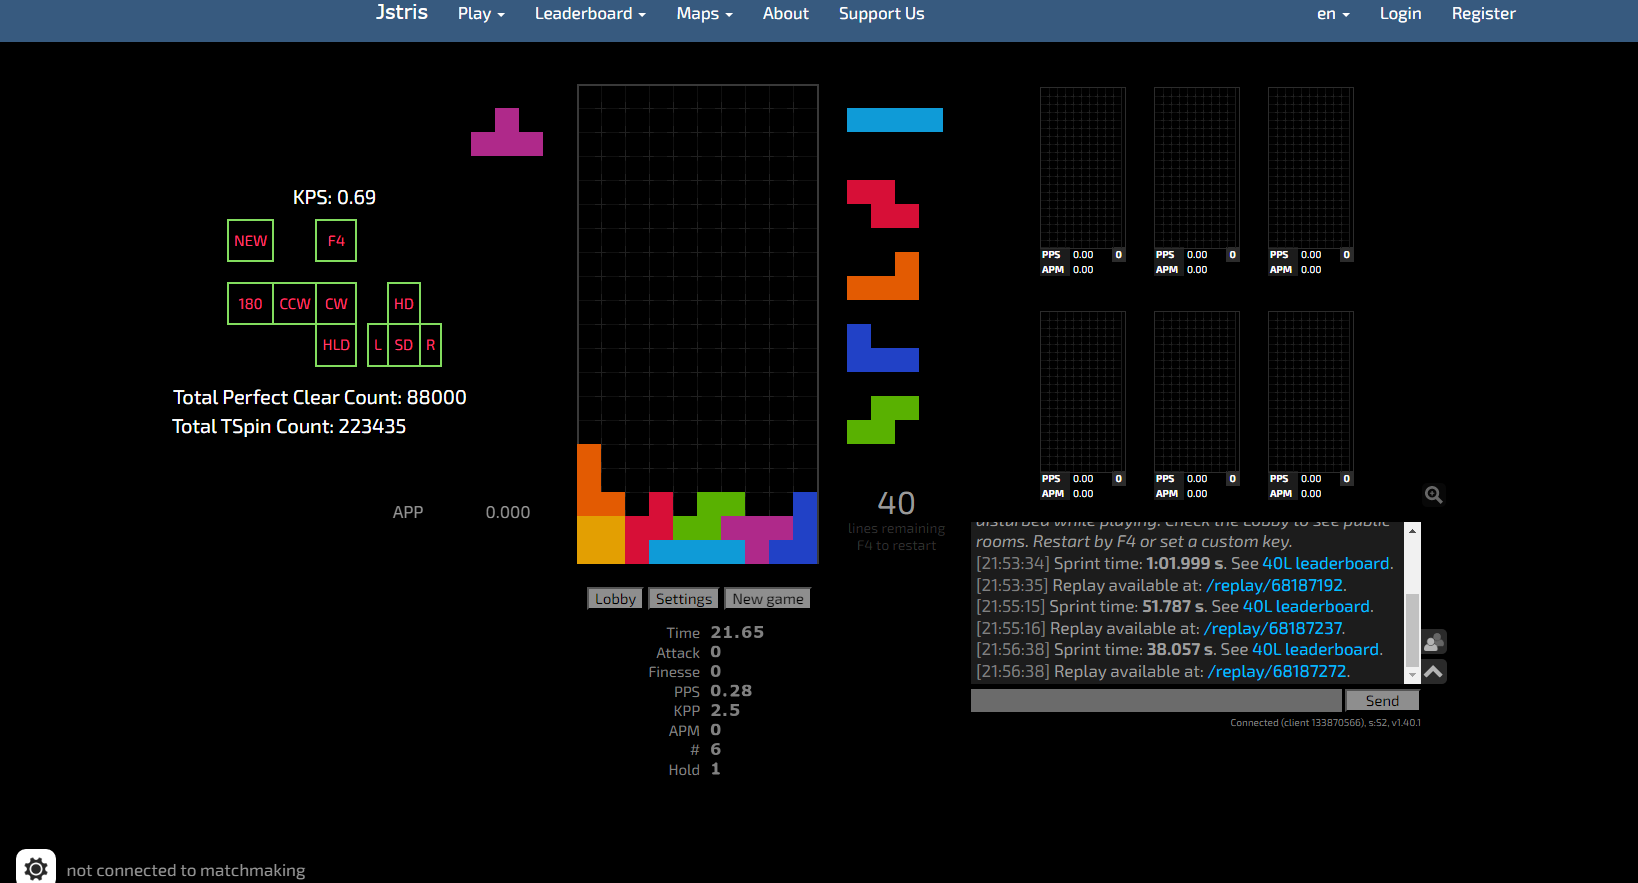 Jstris Play Leaderboard Maps About Support Us en Login Register
KPS: 0.69
NEW F4
180 CCW CW HD
HLD L SD R
Total Perfect Clear Count: 88000
Total TSpin Count: 223435
APP 0.000
40
lines remaining
F4 to restart
Lobby Settings New game
Time 21.65
Attack 0
Finesse 0
PPS 0.28
KPP 2.5
APM 0
# 6
Hold 1
PPS 0.00 0 PPS 0.00 0 PPS 0.00 0
APM 0.00 APM 0.00 APM 0.00
PPS 0.00 0 PPS 0.00 0 PPS 0.00 0
APM 0.00 APM 0.00 APM 0.00
disturbed while playing. Check the Lobby to see public
rooms. Restart by F4 or set a custom key.
[21:53:34] Sprint time: 1:01.999 s. See 40L leaderboard.
[21:53:35] Replay available at: /replay/68187192.
[21:55:15] Sprint time: 51.787 s. See 40L leaderboard.
[21:55:16] Replay available at: /replay/68187237.
[21:56:38] Sprint time: 38.057 s. See 40L leaderboard.
[21:56:38] Replay available at: /replay/68187272.
Send
Connected (client 133870566), s:52, v1.40.1
not connected to matchmaking